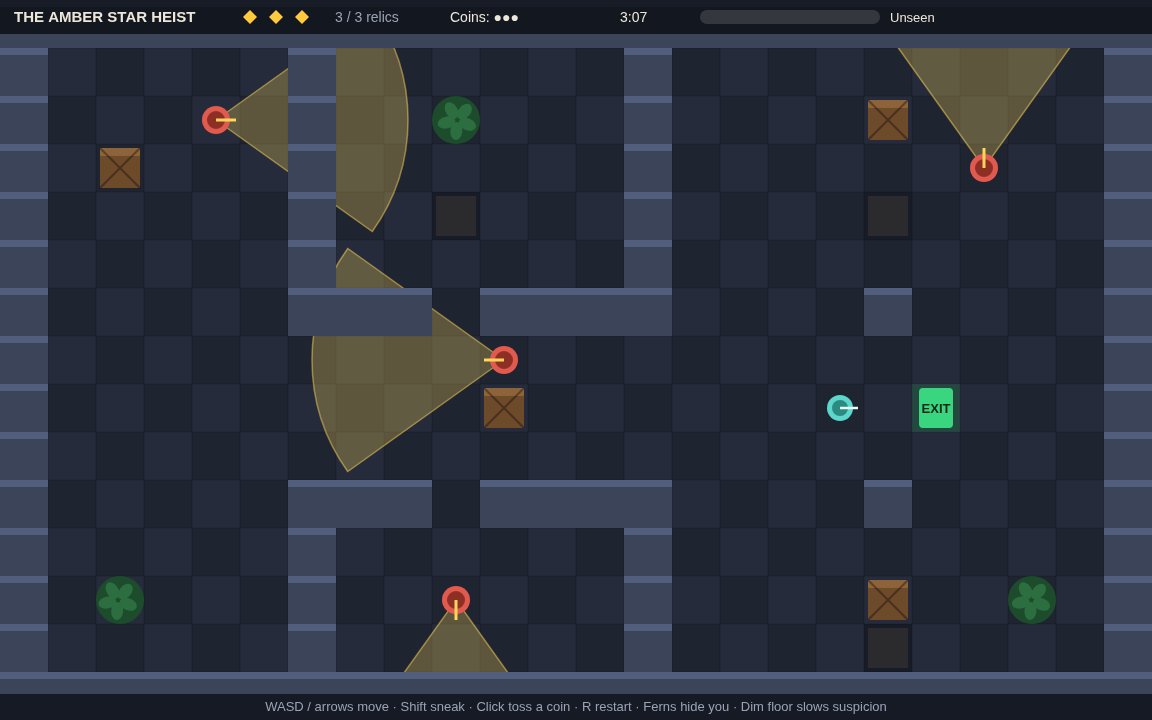 THE AMBER STAR HEIST 3 / 3 relics Coins: ●●● 3:07 Unseen
EXIT
WASD / arrows move · Shift sneak · Click toss a coin · R restart · Ferns hide you · Dim floor slows suspicion